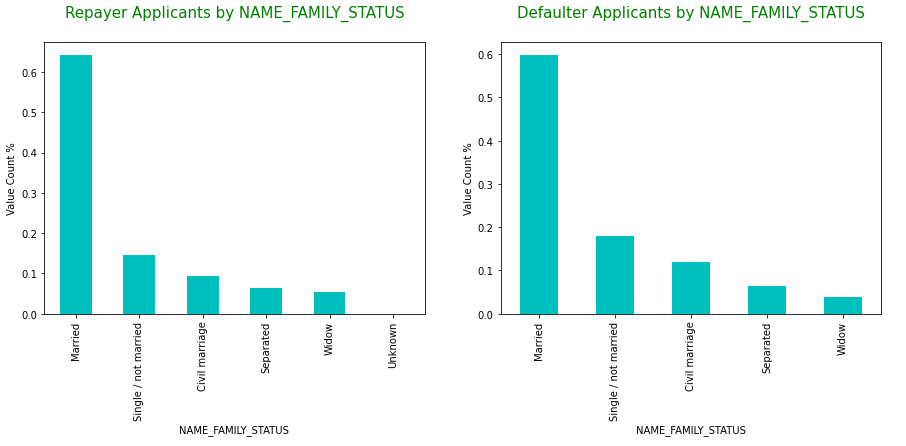 Repayer Applicants by NAME_FAMILY_STATUS
Value Count %
0.6
0.5
0.4
0.3
0.2
0.1
0.0
Married
Single / not married
Civil marriage
Separated
Widow
Unknown
NAME_FAMILY_STATUS
Defaulter Applicants by NAME_FAMILY_STATUS
Value Count %
0.6
0.5
0.4
0.3
0.2
0.1
0.0
Married
Single / not married
Civil marriage
Separated
Widow
NAME_FAMILY_STATUS